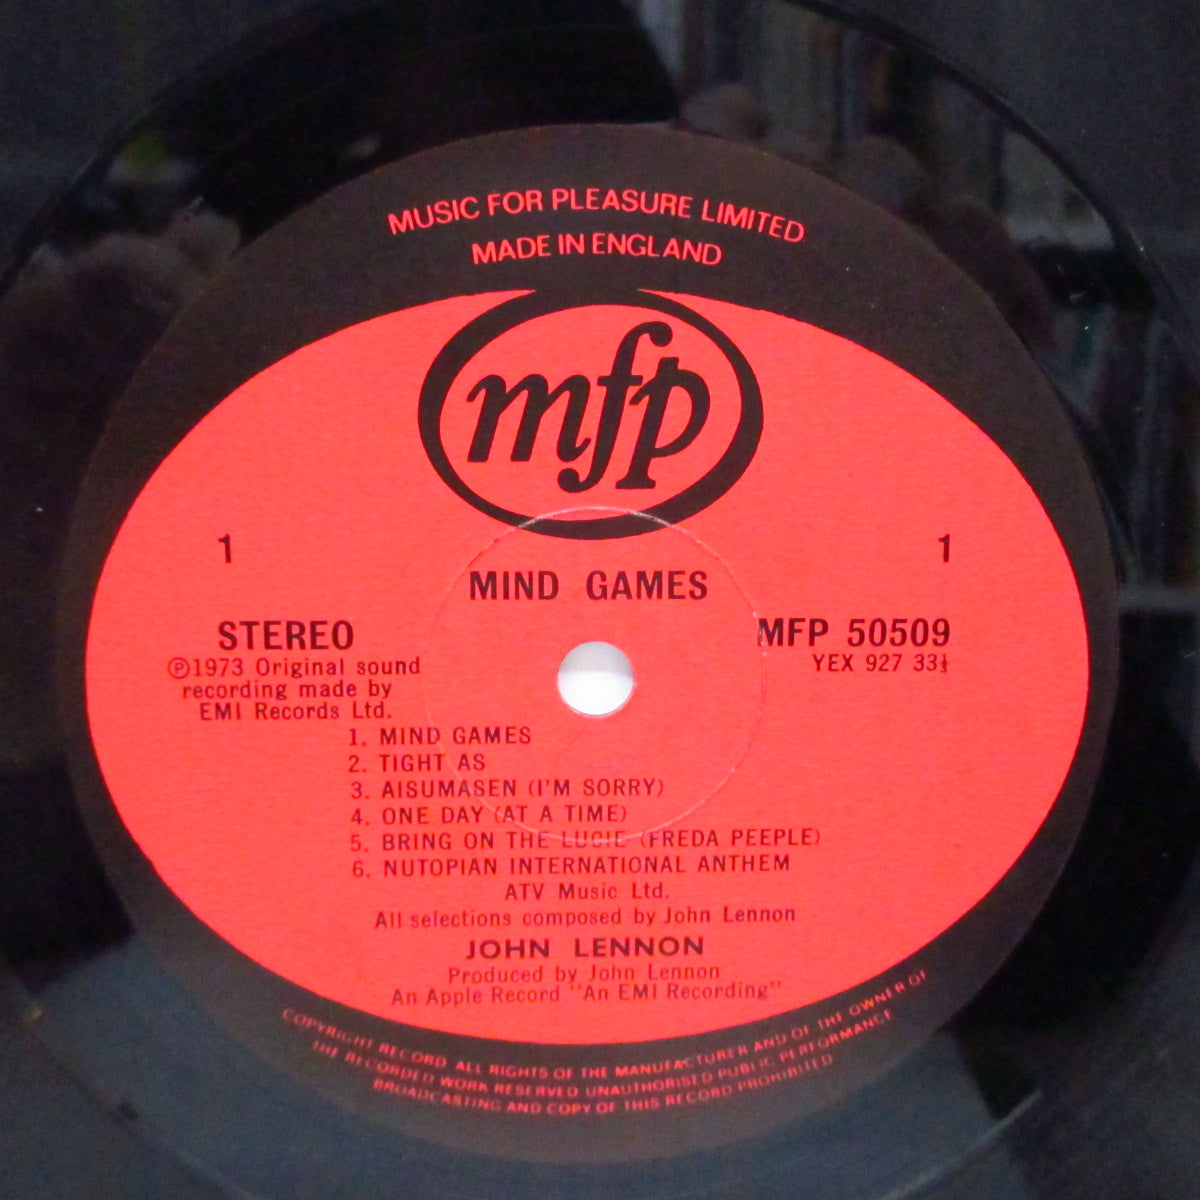 MUSIC FOR PLEASURE LIMITED
MADE IN ENGLAND
mfp
1 1
MIND GAMES
STEREO MFP 50509
Ⓟ1973 Original sound YEX 927 33⅓
recording made by
EMI Records Ltd.
1. MIND GAMES
2. TIGHT AS
3. AISUMASEN (I'M SORRY)
4. ONE DAY (AT A TIME)
5. BRING ON THE LUCIE (FREDA PEEPLE)
6. NUTOPIAN INTERNATIONAL ANTHEM
ATV Music Ltd.
All selections composed by John Lennon
JOHN LENNON
Produced by John Lennon
An Apple Record "An EMI Recording"
COPYRIGHT RECORD. ALL RIGHTS OF THE MANUFACTURER AND OF THE OWNER OF
THE RECORDED WORK RESERVED UNAUTHORISED PUBLIC PERFORMANCE
BROADCASTING AND COPY OF THIS RECORD PROHIBITED